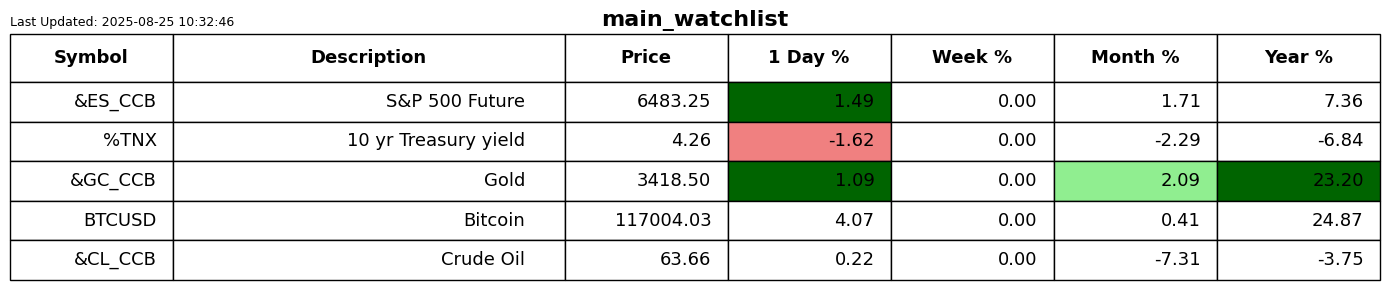 Last Updated: 2025-08-25 10:32:46
main_watchlist
Symbol Description Price 1 Day % Week % Month % Year %
&ES_CCB S&P 500 Future 6483.25 1.49 0.00 1.71 7.36
%TNX 10 yr Treasury yield 4.26 -1.62 0.00 -2.29 -6.84
&GC_CCB Gold 3418.50 1.09 0.00 2.09 23.20
BTCUSD Bitcoin 117004.03 4.07 0.00 0.41 24.87
&CL_CCB Crude Oil 63.66 0.22 0.00 -7.31 -3.75